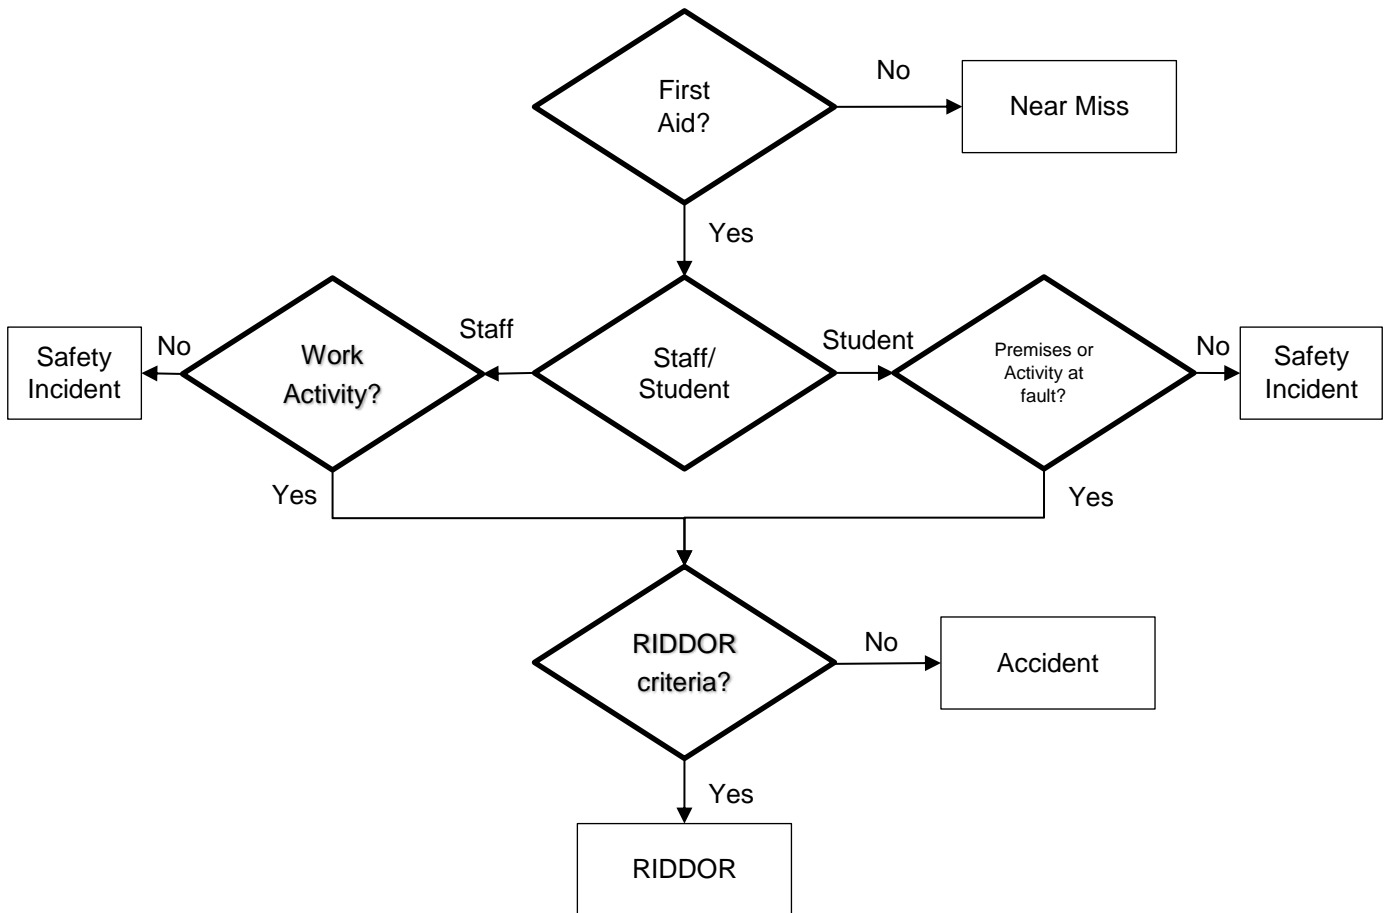 First
Aid?
No
Near Miss
Yes
Safety
Incident
No
Work
Activity?
Staff
Staff/
Student
Student
Premises or
Activity at
fault?
No
Safety
Incident
Yes
Yes
RIDDOR
criteria?
No
Accident
Yes
RIDDOR